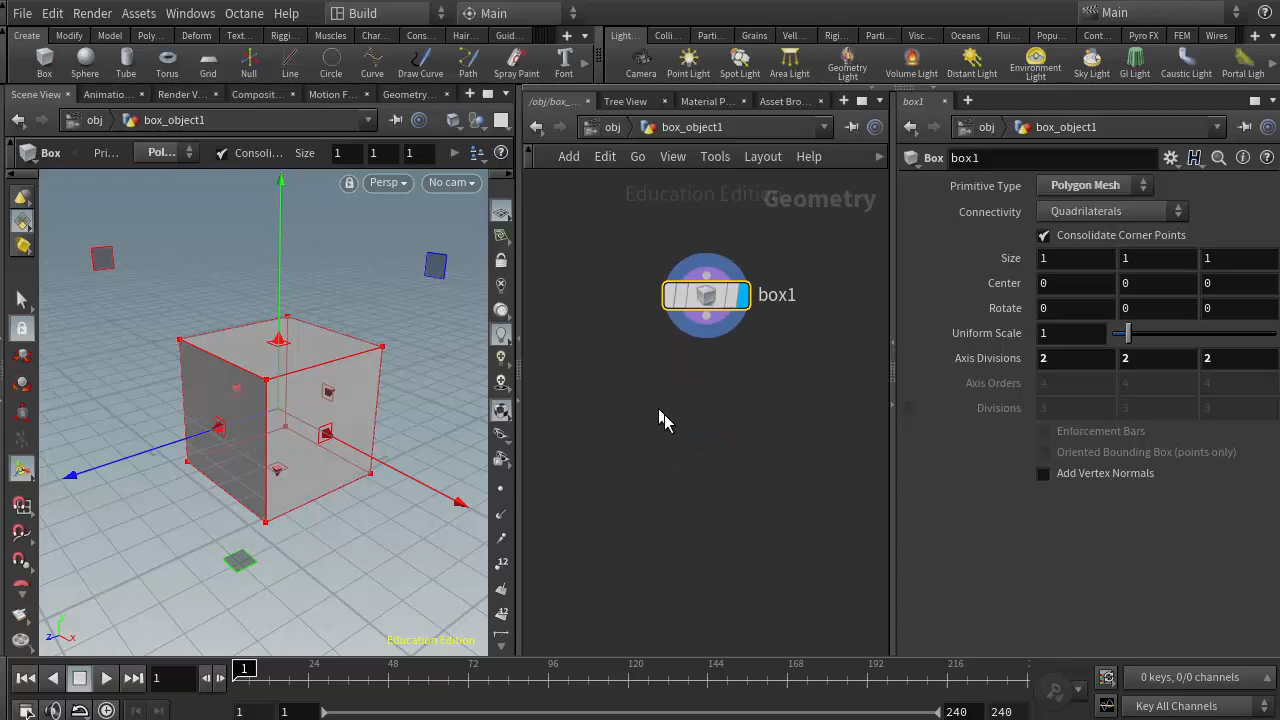 File Edit Render Assets Windows Octane Help Build Main Main
Create Modify Model Poly... Deform Text... Riggi... Muscles Char... Cons... Hair... Guid... Light... Colli... Parti... Grains Vell... Rigi... Parti... Visc... Oceans Flui... Popu... Cont... Pyro FX FEM Wires
Box Sphere Tube Torus Grid Null Line Circle Curve Draw Curve Path Spray Paint Font Camera Point Light Spot Light Area Light Geometry Light Volume Light Distant Light Environment Light Sky Light GI Light Caustic Light Portal Ligh
Scene View Animatio... Render V... Composit... Motion F... Geometry... /obj/box_... Tree View Material P... Asset Bro... box1
obj box_object1 obj box_object1 obj box_object1
Box Pri... Pol... Consoli... Size 1 1 1
Add Edit Go View Tools Layout Help
Box box1
Persp No cam
Education Edition
Geometry
box1
Primitive Type Polygon Mesh
Connectivity Quadrilaterals
Consolidate Corner Points
Size 1 1 1
Center 0 0 0
Rotate 0 0 0
Uniform Scale 1
Axis Divisions 2 2 2
Axis Orders 4 4 4
Divisions 3 3 3
Enforcement Bars
Oriented Bounding Box (points only)
Add Vertex Normals
12
12
y
z x
Education Edition
1 1 24 48 72 96 120 144 168 192 216 2
0 keys, 0/0 channels
1 1 240 240 Key All Channels